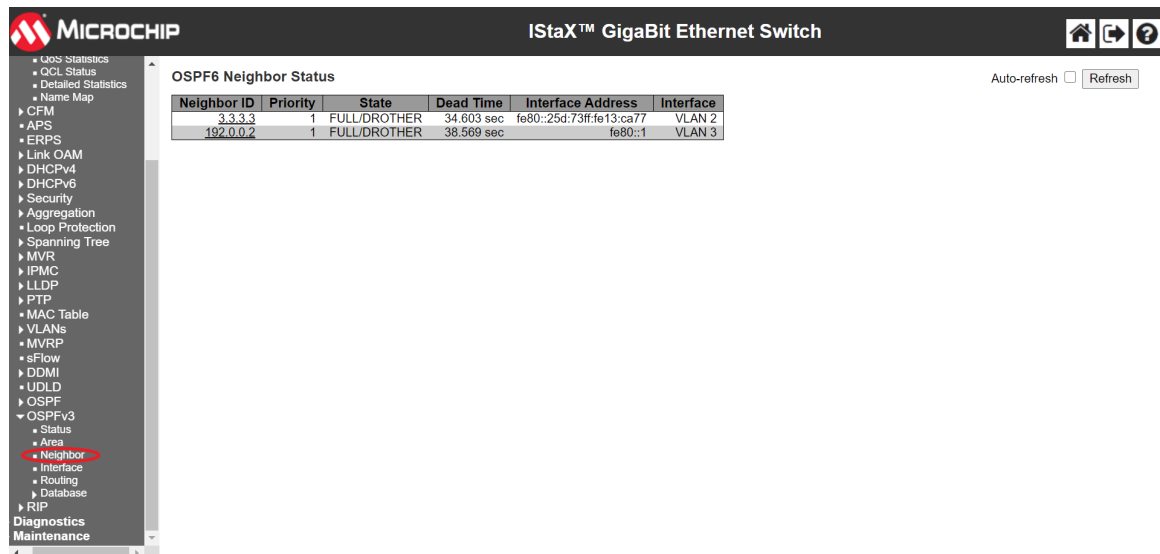 MICROCHIP
IStaX™ GigaBit Ethernet Switch
QoS Statistics
QCL Status
Detailed Statistics
Name Map
CFM
APS
ERPS
Link OAM
DHCPv4
DHCPv6
Security
Aggregation
Loop Protection
Spanning Tree
MVR
IPMC
LLDP
PTP
MAC Table
VLANs
MVRP
sFlow
DDMI
UDLD
OSPF
OSPFv3
Status
Area
Neighbor
Interface
Routing
Database
RIP
Diagnostics
Maintenance
OSPF6 Neighbor Status
Auto-refresh Refresh
Neighbor ID Priority State Dead Time Interface Address Interface
3.3.3.3 1 FULL/DROTHER 34.603 sec fe80::25d:73ff:fe13:ca77 VLAN 2
192.0.0.2 1 FULL/DROTHER 38.569 sec fe80::1 VLAN 3